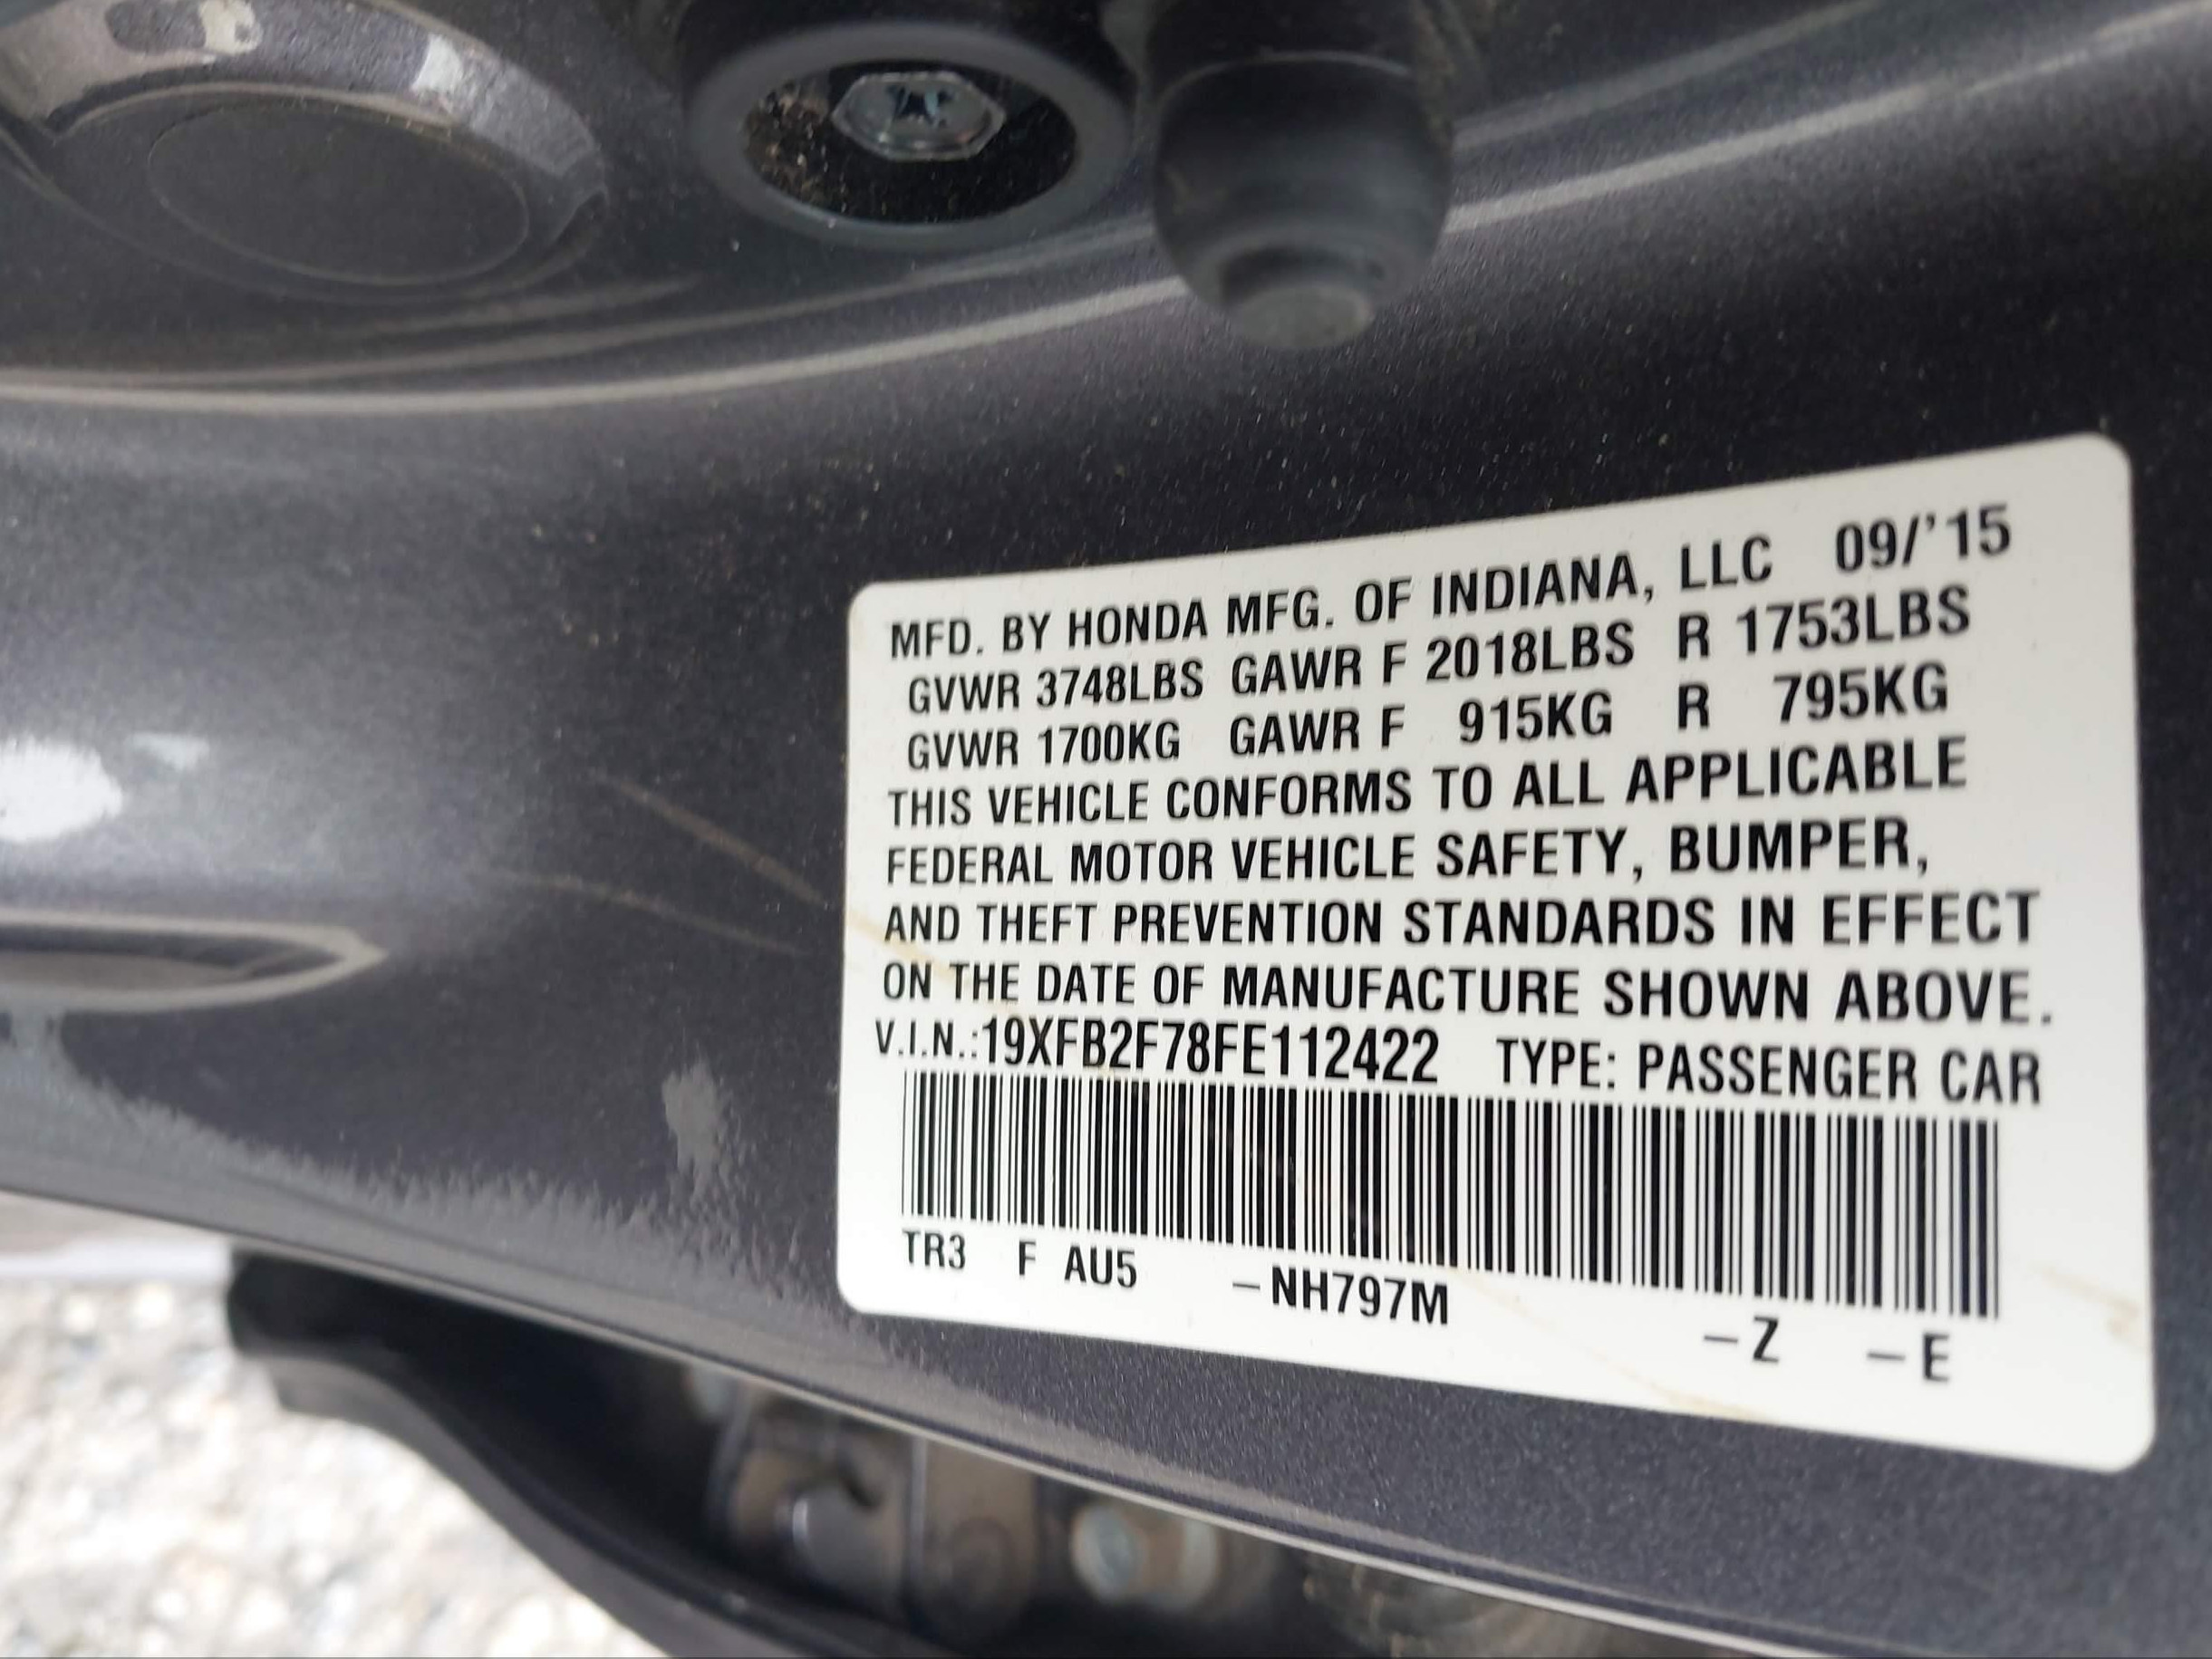 MFD. BY HONDA MFG. OF INDIANA, LLC 09/'15
GVWR 3748LBS GAWR F 2018LBS R 1753LBS
GVWR 1700KG GAWR F 915KG R 795KG
THIS VEHICLE CONFORMS TO ALL APPLICABLE
FEDERAL MOTOR VEHICLE SAFETY, BUMPER,
AND THEFT PREVENTION STANDARDS IN EFFECT
ON THE DATE OF MANUFACTURE SHOWN ABOVE.
V.I.N.:19XFB2F78FE112422 TYPE: PASSENGER CAR
TR3 F AU5 –NH797M –Z –E